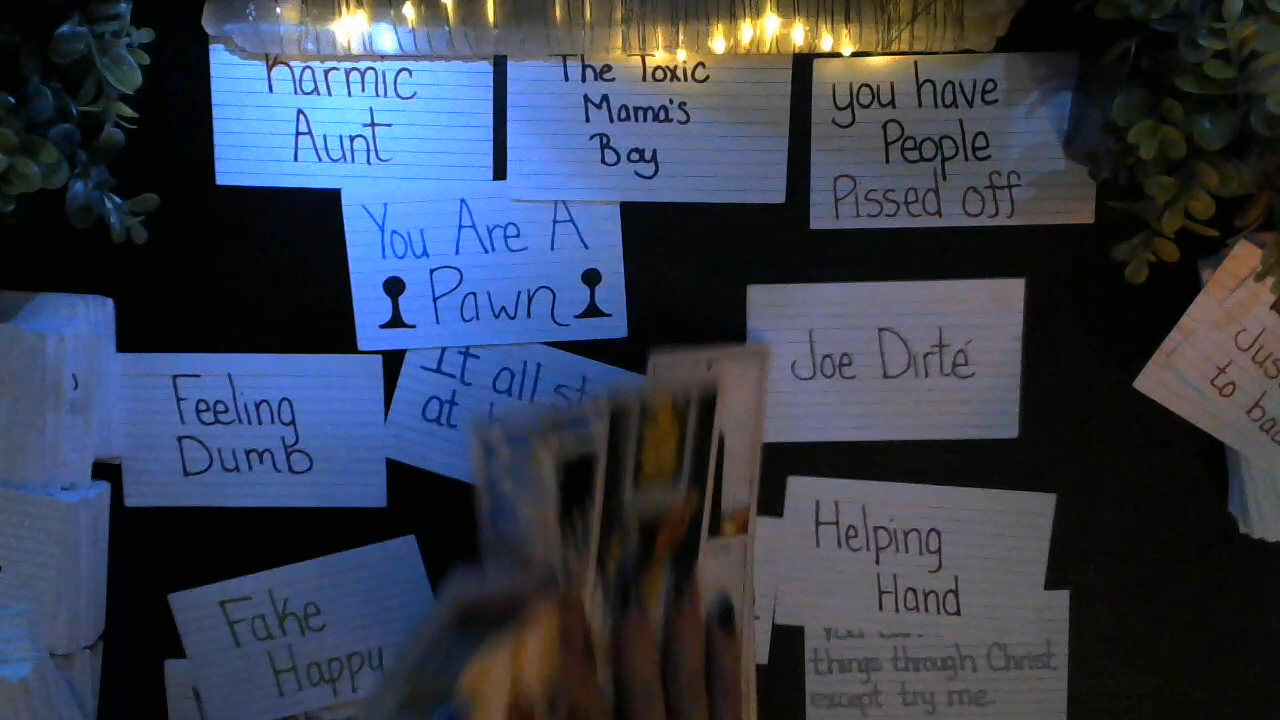 Karmic
Aunt
The Toxic
Mama's
Boy
you have
People
Pissed off
You Are A
Pawn
It all
at
Joe Dirté
Feeling
Dumb
Helping
Hand
things through Christ
except try me.
Fake
Happy
to